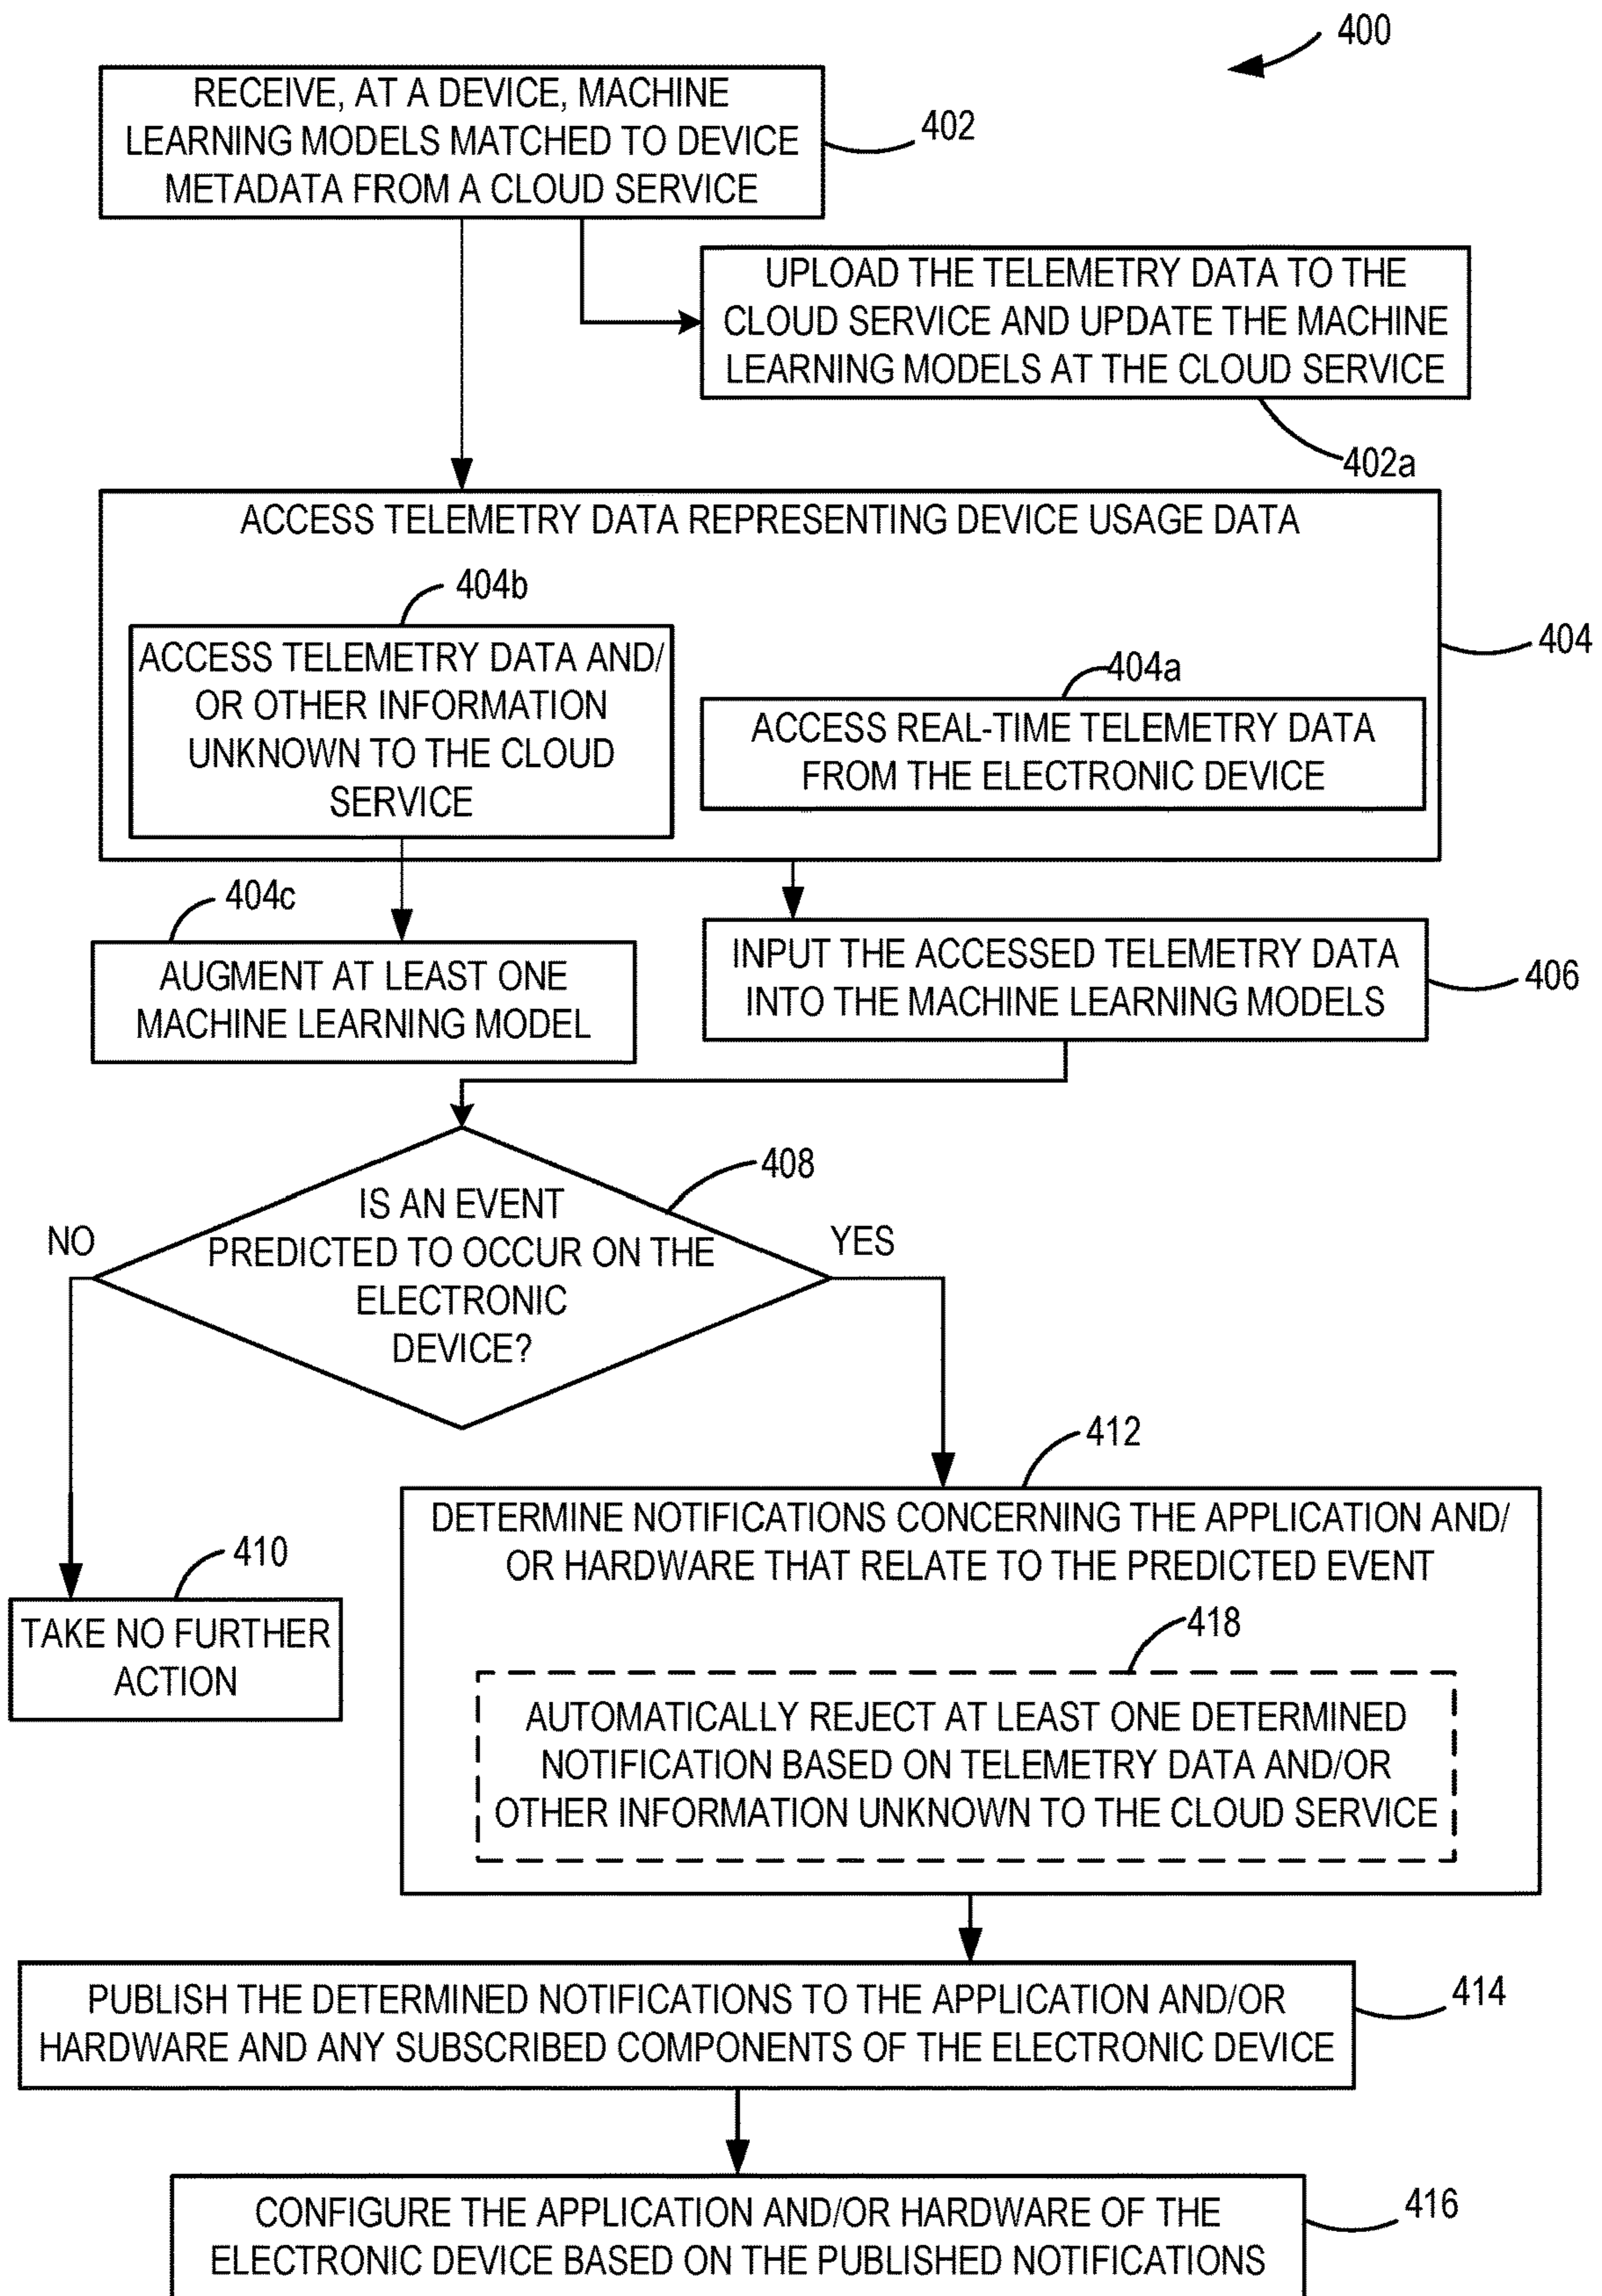 400
RECEIVE, AT A DEVICE, MACHINE
LEARNING MODELS MATCHED TO DEVICE
METADATA FROM A CLOUD SERVICE
402
UPLOAD THE TELEMETRY DATA TO THE
CLOUD SERVICE AND UPDATE THE MACHINE
LEARNING MODELS AT THE CLOUD SERVICE
402a
ACCESS TELEMETRY DATA REPRESENTING DEVICE USAGE DATA
404
404b
ACCESS TELEMETRY DATA AND/
OR OTHER INFORMATION
UNKNOWN TO THE CLOUD
SERVICE
404a
ACCESS REAL-TIME TELEMETRY DATA
FROM THE ELECTRONIC DEVICE
404c
AUGMENT AT LEAST ONE
MACHINE LEARNING MODEL
INPUT THE ACCESSED TELEMETRY DATA
INTO THE MACHINE LEARNING MODELS
406
408
IS AN EVENT
PREDICTED TO OCCUR ON THE
ELECTRONIC
DEVICE?
NO
YES
410
TAKE NO FURTHER
ACTION
412
DETERMINE NOTIFICATIONS CONCERNING THE APPLICATION AND/
OR HARDWARE THAT RELATE TO THE PREDICTED EVENT
418
AUTOMATICALLY REJECT AT LEAST ONE DETERMINED
NOTIFICATION BASED ON TELEMETRY DATA AND/OR
OTHER INFORMATION UNKNOWN TO THE CLOUD SERVICE
PUBLISH THE DETERMINED NOTIFICATIONS TO THE APPLICATION AND/OR
HARDWARE AND ANY SUBSCRIBED COMPONENTS OF THE ELECTRONIC DEVICE
414
CONFIGURE THE APPLICATION AND/OR HARDWARE OF THE
ELECTRONIC DEVICE BASED ON THE PUBLISHED NOTIFICATIONS
416